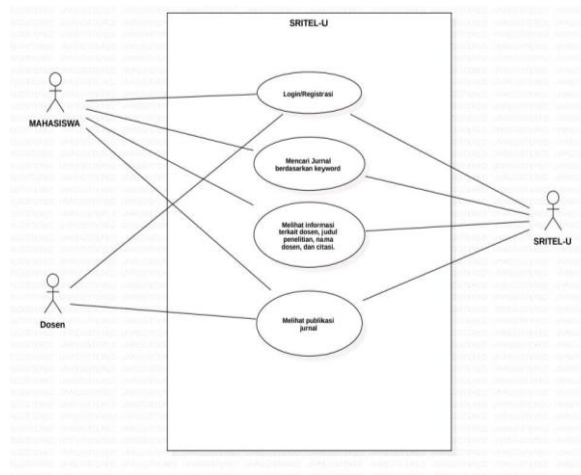 SRITEL-U
Login/Registrasi
MAHASISWA
Mencari Jurnal
berdasarkan keyword
Melihat informasi
terkait dosen, judul
penelitian, nama
dosen, dan citasi.
SRITEL-U
Dosen
Melihat publikasi
jurnal